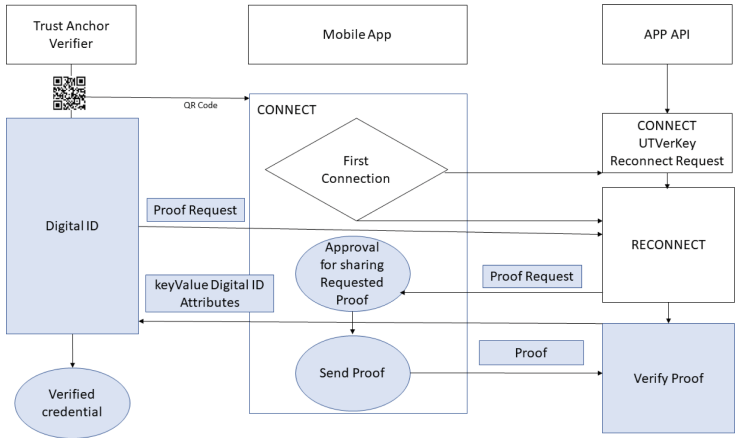 Trust Anchor
Verifier
Mobile App
APP API
QR Code
CONNECT
First
Connection
CONNECT
UTVerKey
Reconnect Request
Digital ID
Proof Request
RECONNECT
Approval
for sharing
Requested
Proof
Proof Request
keyValue Digital ID
Attributes
Send Proof
Proof
Verify Proof
Verified
credential